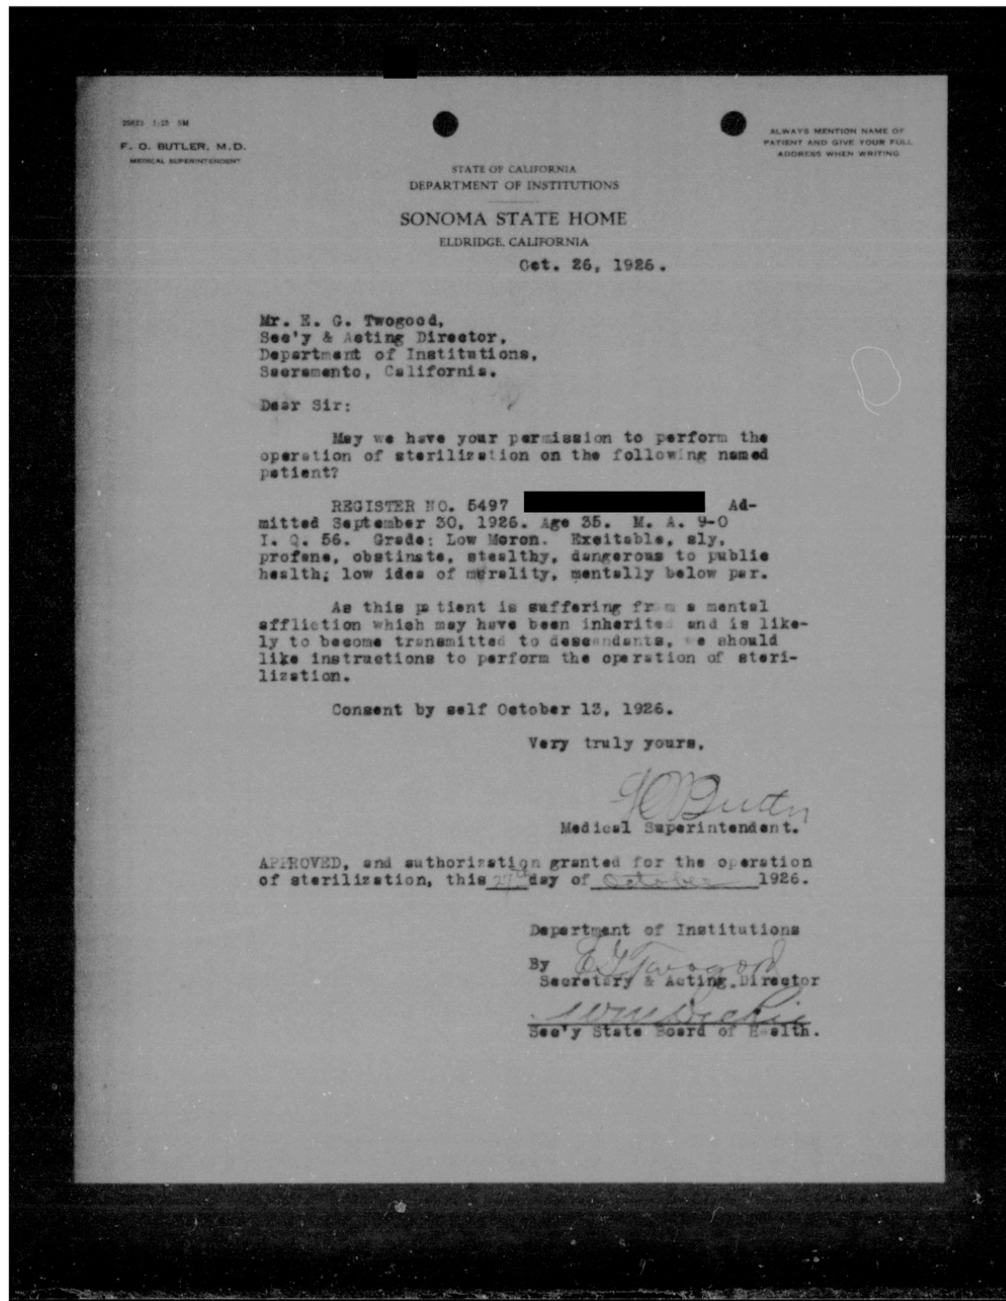 F. O. BUTLER, M.D.
MEDICAL SUPERINTENDENT
ALWAYS MENTION NAME OF
PATIENT AND GIVE YOUR FULL
ADDRESS WHEN WRITING
STATE OF CALIFORNIA
DEPARTMENT OF INSTITUTIONS
SONOMA STATE HOME
ELDRIDGE, CALIFORNIA
Oct. 26, 1926.
Mr. E. G. Twogood,
Sec'y & Acting Director,
Department of Institutions,
Sacramento, California.
Dear Sir:
May we have your permission to perform the
operation of sterilization on the following named
patient?
REGISTER NO. 5497 Ad-
mitted September 30, 1926. Age 35. M. A. 9-0
I. Q. 56. Grade: Low Moron. Excitable, sly,
profane, obstinate, stealthy, dangerous to public
health; low idea of morality, mentally below par.
As this patient is suffering from a mental
affliction which may have been inherited and is like-
ly to become transmitted to descendants, we should
like instructions to perform the operation of steri-
lization.
Consent by self October 13, 1926.
Very truly yours,
F O Butler
Medical Superintendent.
APPROVED, and authorization granted for the operation
of sterilization, this 27th day of October 1926.
Department of Institutions
By E G Twogood
Secretary & Acting Director
Sec'y State Board of Health.